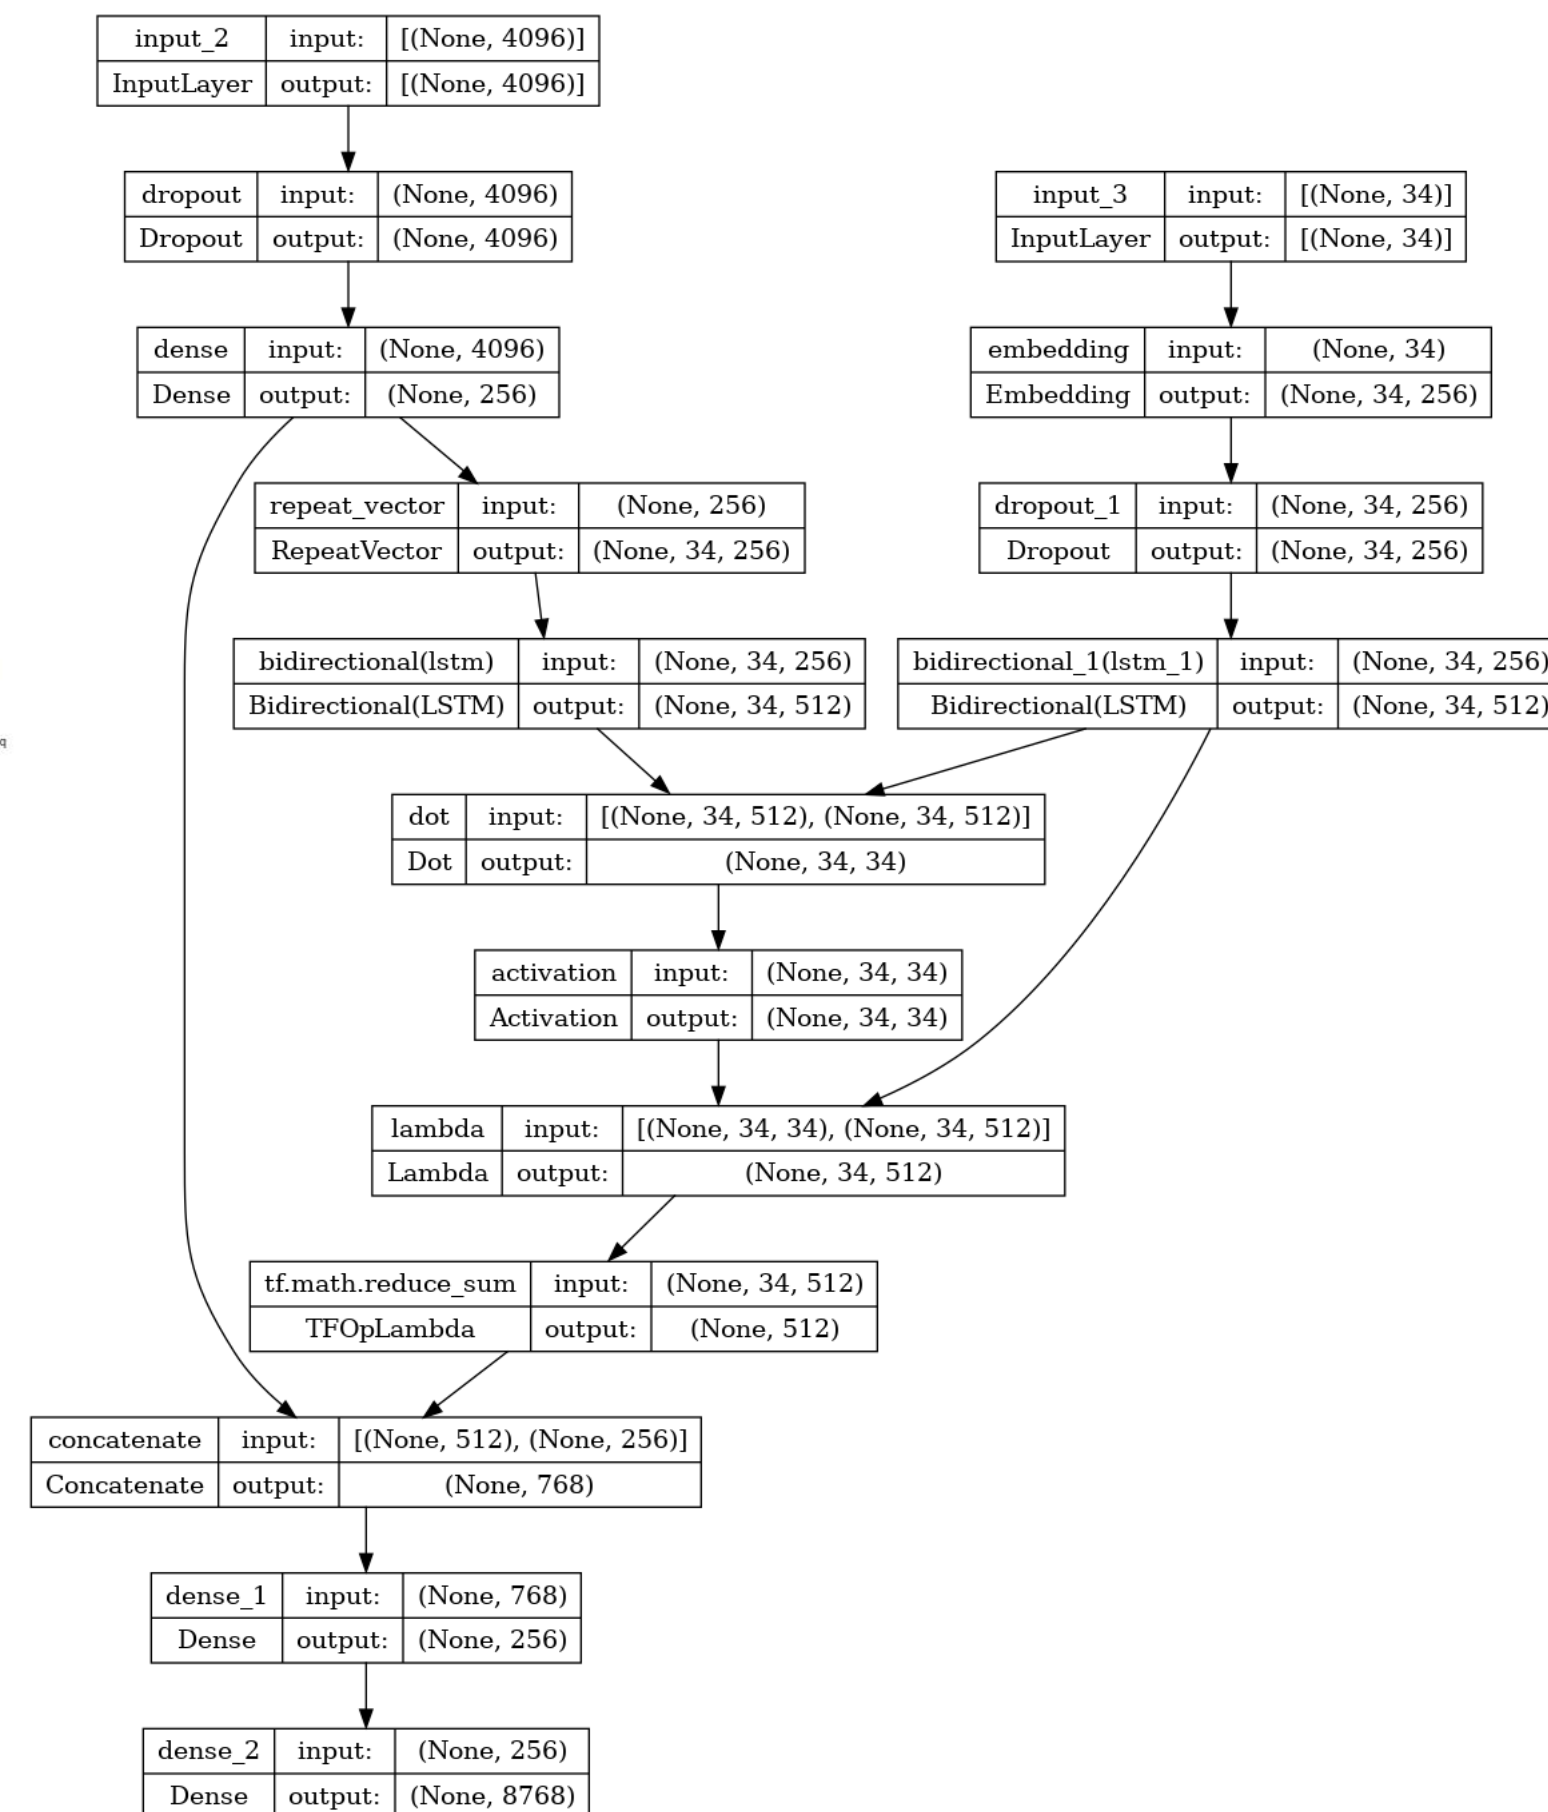 input_2 input: [(None, 4096)]
InputLayer output: [(None, 4096)]
dropout input: (None, 4096)
Dropout output: (None, 4096)
input_3 input: [(None, 34)]
InputLayer output: [(None, 34)]
dense input: (None, 4096)
Dense output: (None, 256)
embedding input: (None, 34)
Embedding output: (None, 34, 256)
repeat_vector input: (None, 256)
RepeatVector output: (None, 34, 256)
dropout_1 input: (None, 34, 256)
Dropout output: (None, 34, 256)
bidirectional(lstm) input: (None, 34, 256)
Bidirectional(LSTM) output: (None, 34, 512)
bidirectional_1(lstm_1) input: (None, 34, 256)
Bidirectional(LSTM) output: (None, 34, 512)
q
dot input: [(None, 34, 512), (None, 34, 512)]
Dot output: (None, 34, 34)
activation input: (None, 34, 34)
Activation output: (None, 34, 34)
lambda input: [(None, 34, 34), (None, 34, 512)]
Lambda output: (None, 34, 512)
tf.math.reduce_sum input: (None, 34, 512)
TFOpLambda output: (None, 512)
concatenate input: [(None, 512), (None, 256)]
Concatenate output: (None, 768)
dense_1 input: (None, 768)
Dense output: (None, 256)
dense_2 input: (None, 256)
Dense output: (None, 8768)